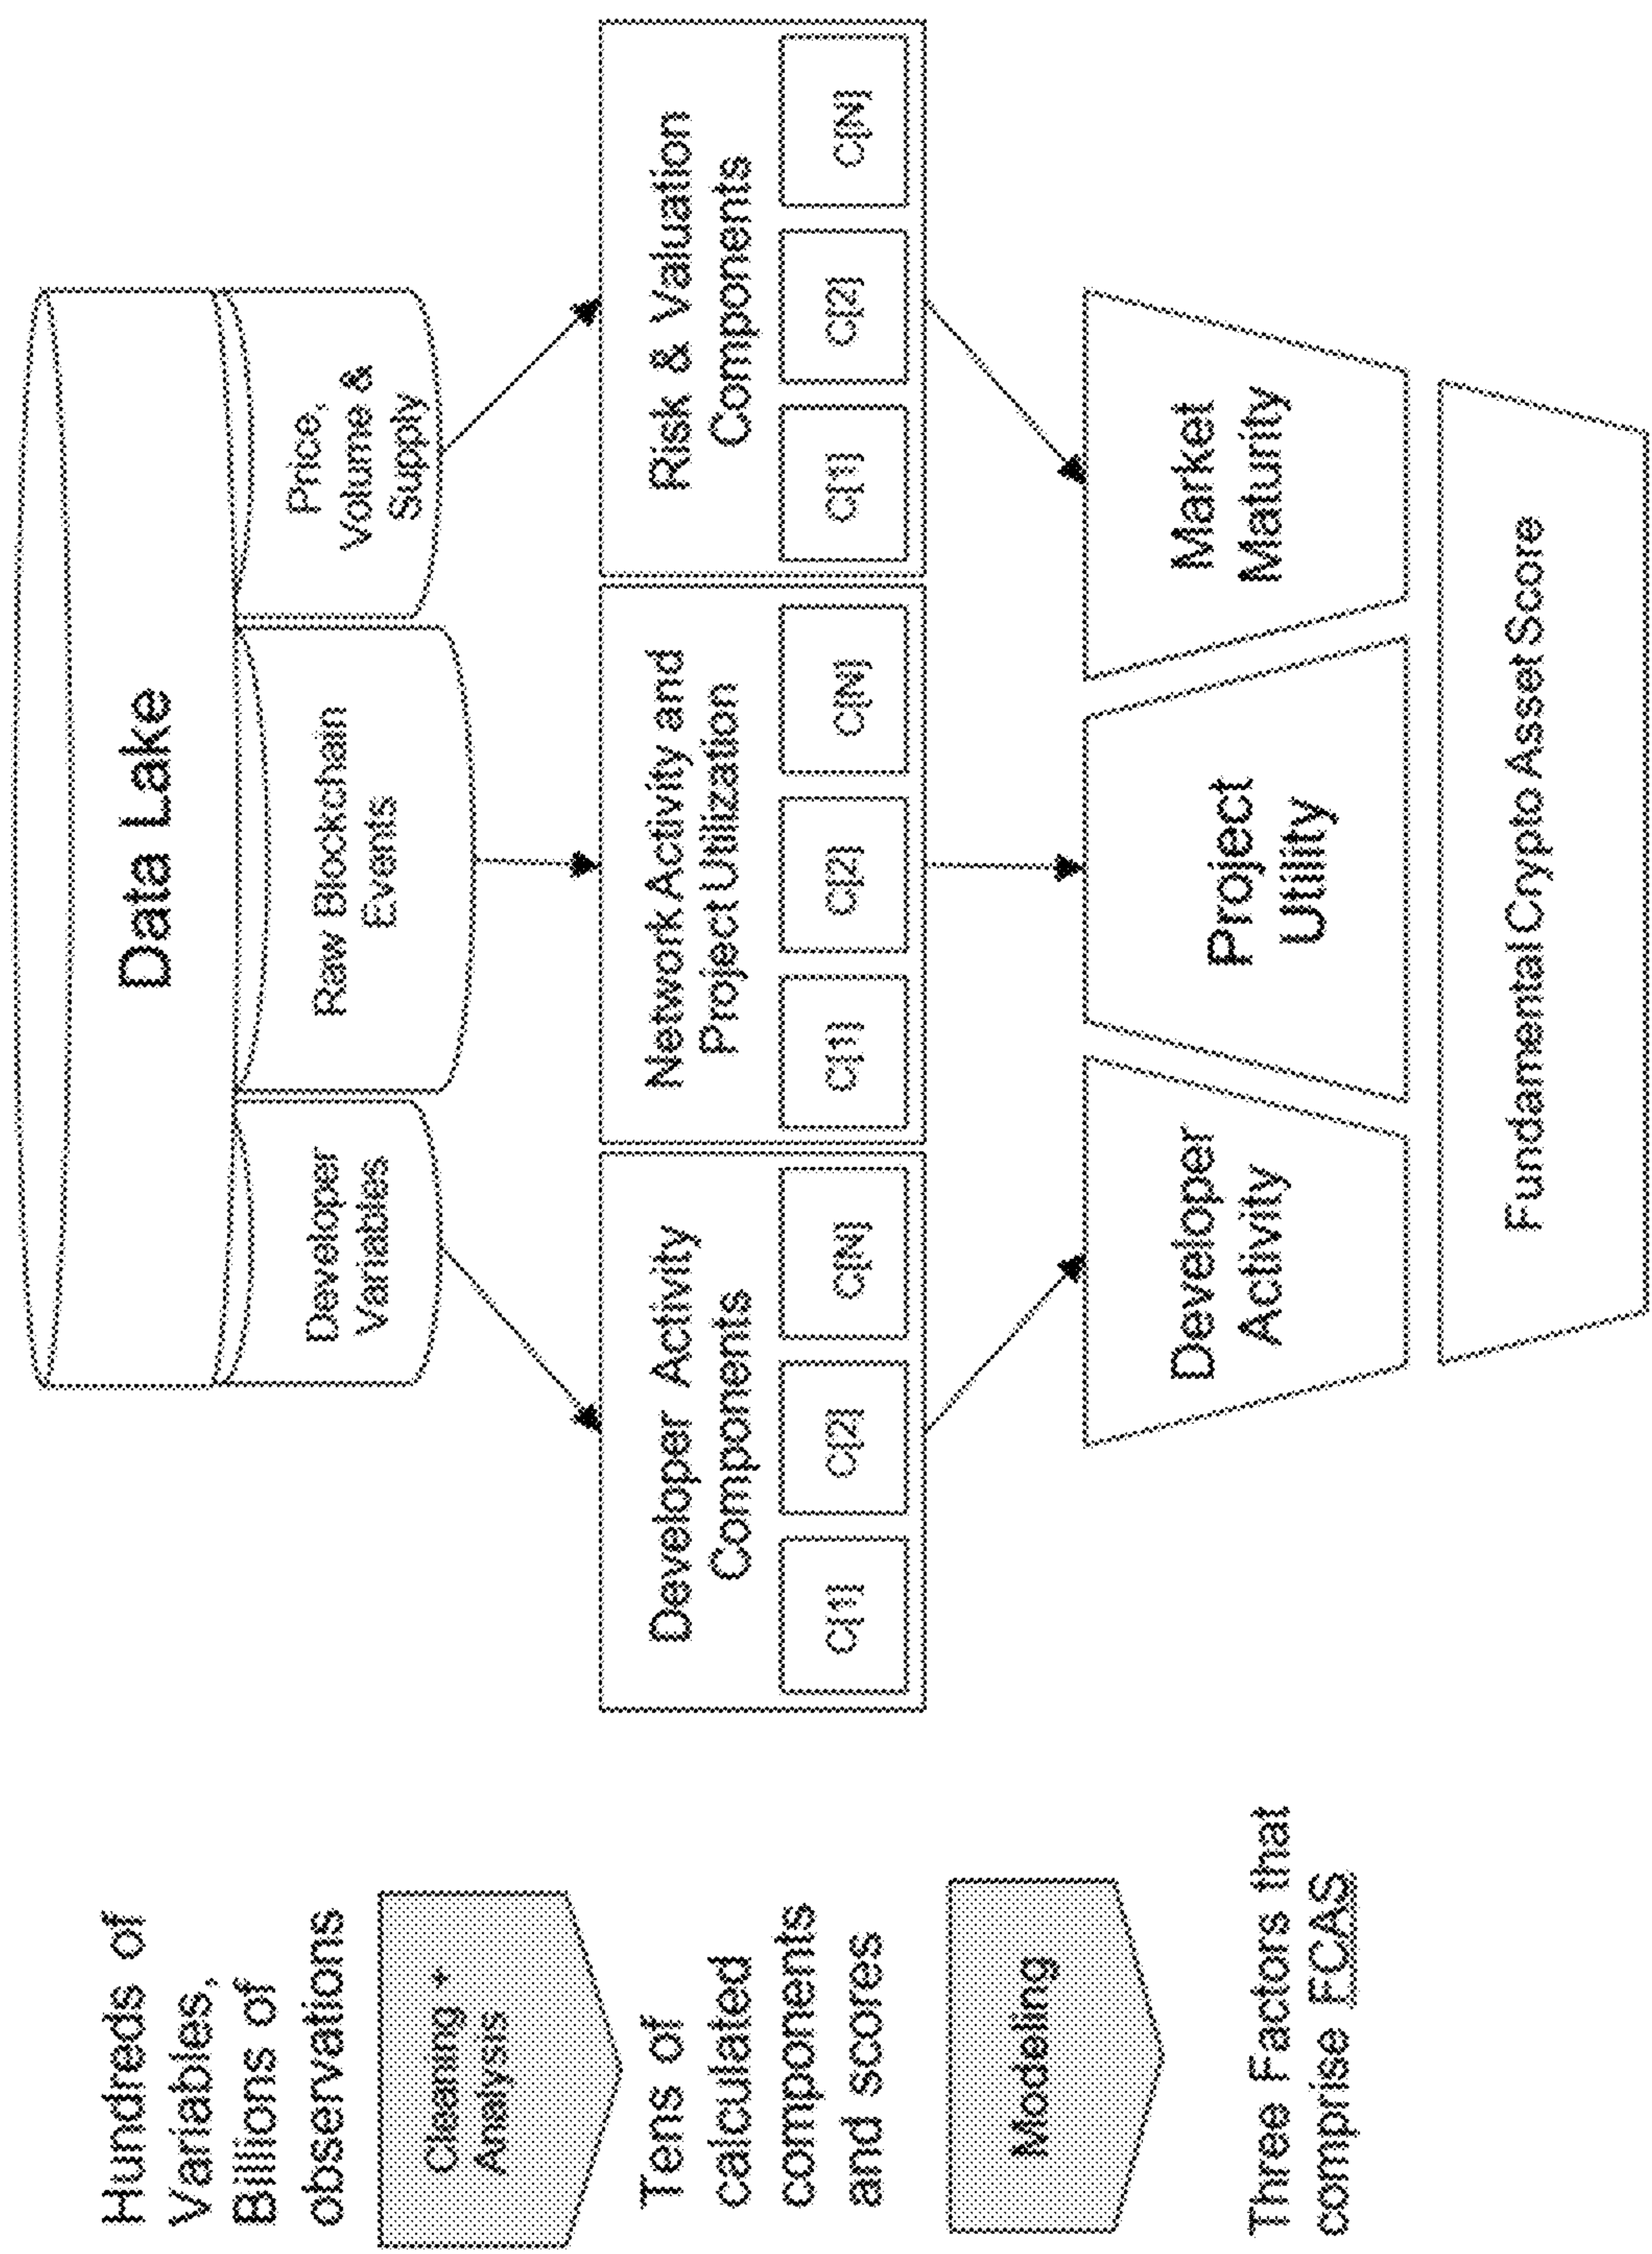 Hundreds of
Variables,
Billions of
observations
Cleaning +
Analysis
Tens of
calculated
components
and scores
Modeling
Three Factors that
comprise FCAS
Data Lake
Developer
Variables
Raw Blockchain
Events
Price,
Volume &
Supply
Developer Activity
Components
C[1]
C[2]
C[N]
Network Activity and
Project Utilization
C[1]
C[2]
C[N]
Risk & Valuation
Components
C[1]
C[2]
C[N]
Developer
Activity
Project
Utility
Market
Maturity
Fundamental Crypto Asset Score